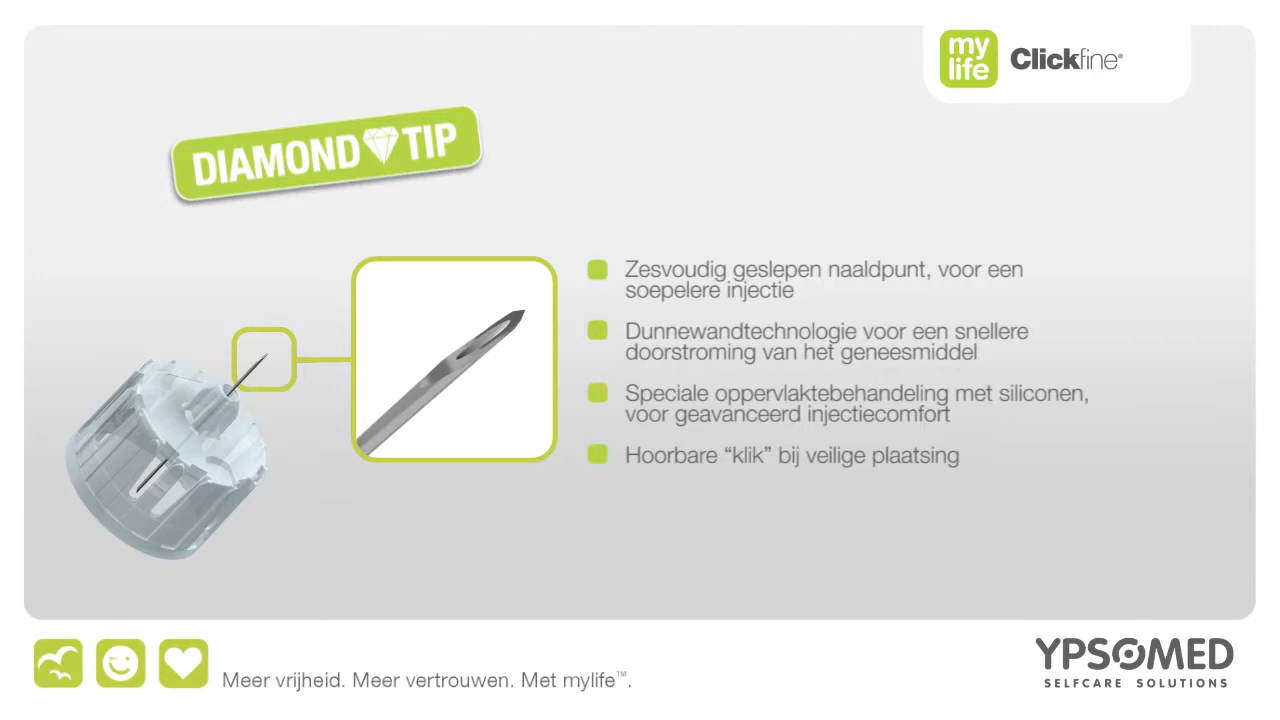 my
life
Clickfine®
DIAMOND TIP
Zesvoudig geslepen naaldpunt, voor een
soepelere injectie
Dunnewandtechnologie voor een snellere
doorstroming van het geneesmiddel
Speciale oppervlaktebehandeling met siliconen,
voor geavanceerd injectiecomfort
Hoorbare “klik” bij veilige plaatsing
Meer vrijheid. Meer vertrouwen. Met mylife™.
YPSOMED
SELFCARE SOLUTIONS